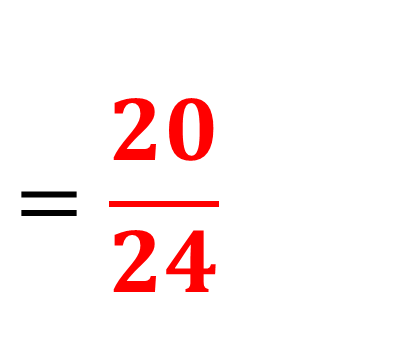 = 20/24